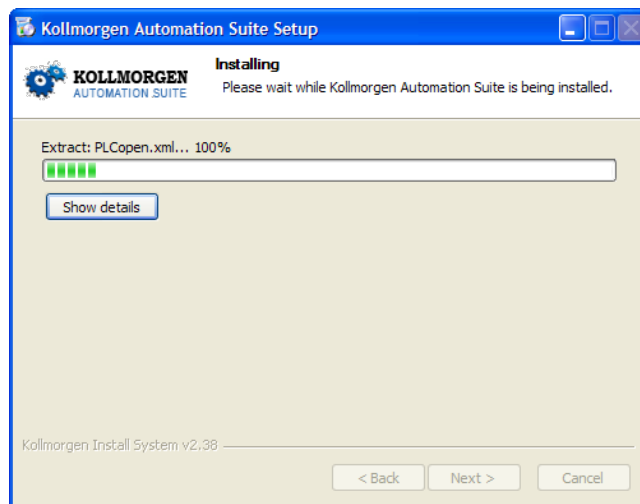 Kollmorgen Automation Suite Setup
KOLLMORGEN
AUTOMATION SUITE
Installing
Please wait while Kollmorgen Automation Suite is being installed.
Extract: PLCopen.xml... 100%
Show details
Kollmorgen Install System v2.38
< Back
Next >
Cancel